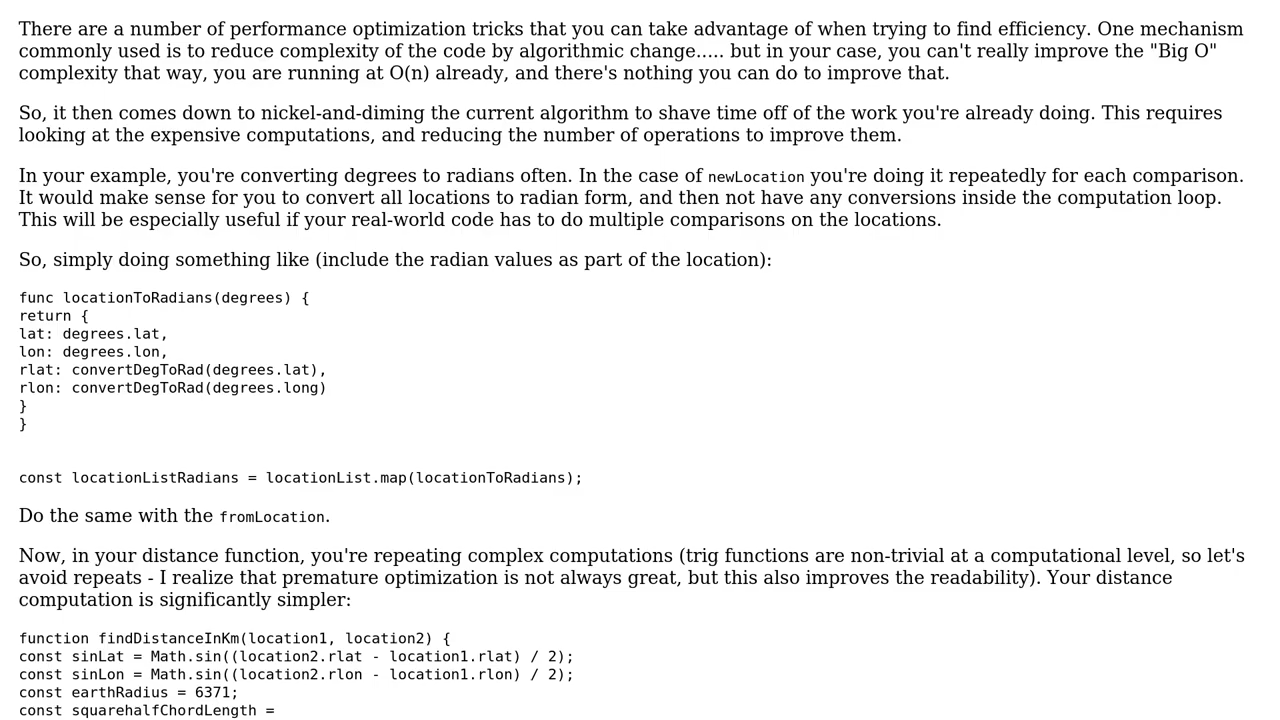 There are a number of performance optimization tricks that you can take advantage of when trying to find efficiency. One mechanism
commonly used is to reduce complexity of the code by algorithmic change..... but in your case, you can't really improve the "Big O"
complexity that way, you are running at O(n) already, and there's nothing you can do to improve that.
So, it then comes down to nickel-and-diming the current algorithm to shave time off of the work you're already doing. This requires
looking at the expensive computations, and reducing the number of operations to improve them.
In your example, you're converting degrees to radians often. In the case of newLocation you're doing it repeatedly for each comparison.
It would make sense for you to convert all locations to radian form, and then not have any conversions inside the computation loop.
This will be especially useful if your real-world code has to do multiple comparisons on the locations.
So, simply doing something like (include the radian values as part of the location):
func locationToRadians(degrees) {
return {
lat: degrees.lat,
lon: degrees.lon,
rlat: convertDegToRad(degrees.lat),
rlon: convertDegToRad(degrees.long)
}
}
const locationListRadians = locationList.map(locationToRadians);
Do the same with the fromLocation.
Now, in your distance function, you're repeating complex computations (trig functions are non-trivial at a computational level, so let's
avoid repeats - I realize that premature optimization is not always great, but this also improves the readability). Your distance
computation is significantly simpler:
function findDistanceInKm(location1, location2) {
const sinLat = Math.sin((location2.rlat - location1.rlat) / 2);
const sinLon = Math.sin((location2.rlon - location1.rlon) / 2);
const earthRadius = 6371;
const squarehalfChordLength =